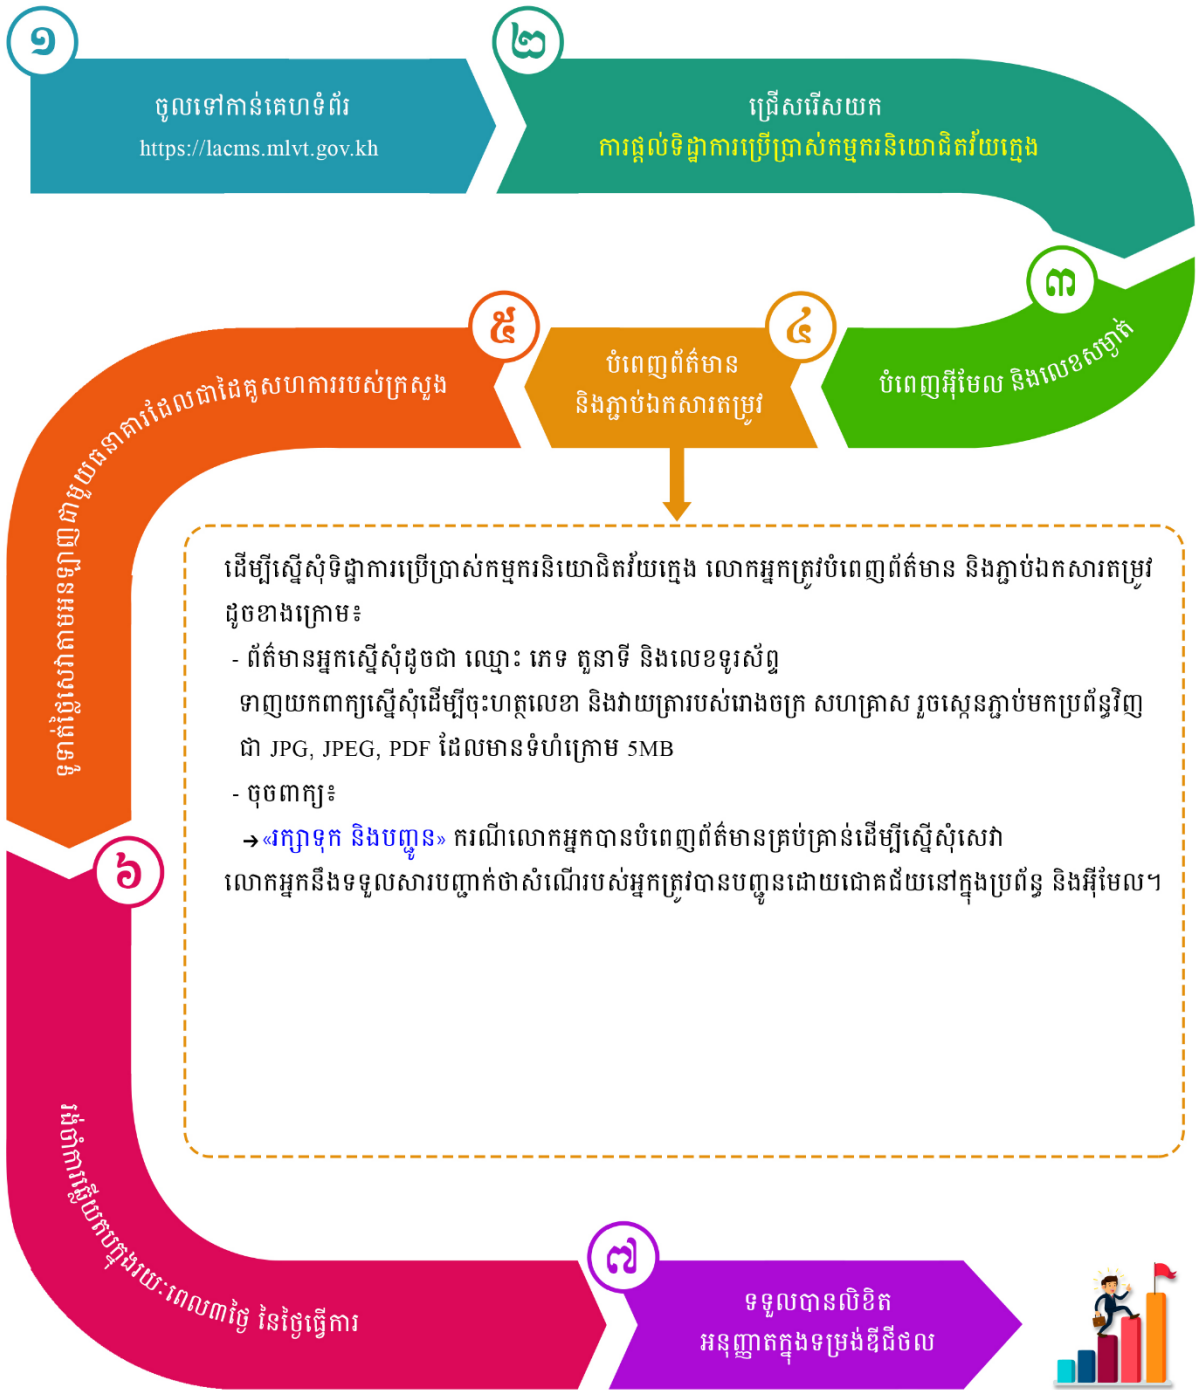 ១
ចូលទៅកាន់គេហទំព័រ
https://lacms.mlvt.gov.kh
២
ជ្រើសរើសយក
ការផ្តល់ទិដ្ឋាការប្រើប្រាស់កម្មករនិយោជិតវ័យក្មេង
៣
បំពេញអ៊ីមែល និងលេខសម្ងាត់
៤
បំពេញព័ត៌មាន
និងភ្ជាប់ឯកសារតម្រូវ
៥
ទូទាត់ថ្លៃសេវាតាមអនឡាញជាមួយធនាគារដែលជាដៃគូសហការរបស់ក្រសួង
ដើម្បីស្នើសុំទិដ្ឋាការប្រើប្រាស់កម្មករនិយោជិតវ័យក្មេង លោកអ្នកត្រូវបំពេញព័ត៌មាន និងភ្ជាប់ឯកសារតម្រូវ
ដូចខាងក្រោម៖
- ព័ត៌មានអ្នកស្នើសុំដូចជា ឈ្មោះ ភេទ តួនាទី និងលេខទូរស័ព្ទ
ទាញយកពាក្យស្នើសុំដើម្បីចុះហត្ថលេខា និងវាយត្រារបស់រោងចក្រ សហគ្រាស រួចស្កេនភ្ជាប់មកប្រព័ន្ធវិញ
ជា JPG, JPEG, PDF ដែលមានទំហំក្រោម 5MB
- ចុចពាក្យ៖
→ «រក្សាទុក និងបញ្ជូន» ករណីលោកអ្នកបានបំពេញព័ត៌មានគ្រប់គ្រាន់ដើម្បីស្នើសុំសេវា
លោកអ្នកនឹងទទួលសារបញ្ជាក់ថាសំណើរបស់អ្នកត្រូវបានបញ្ជូនដោយជោគជ័យនៅក្នុងប្រព័ន្ធ និងអ៊ីមែល។
៦
រង់ចាំការឆ្លើយតបក្នុងរយៈពេល៣ថ្ងៃ នៃថ្ងៃធ្វើការ
៧
ទទួលបានលិខិត
អនុញ្ញាតក្នុងទម្រង់ឌីជីថល